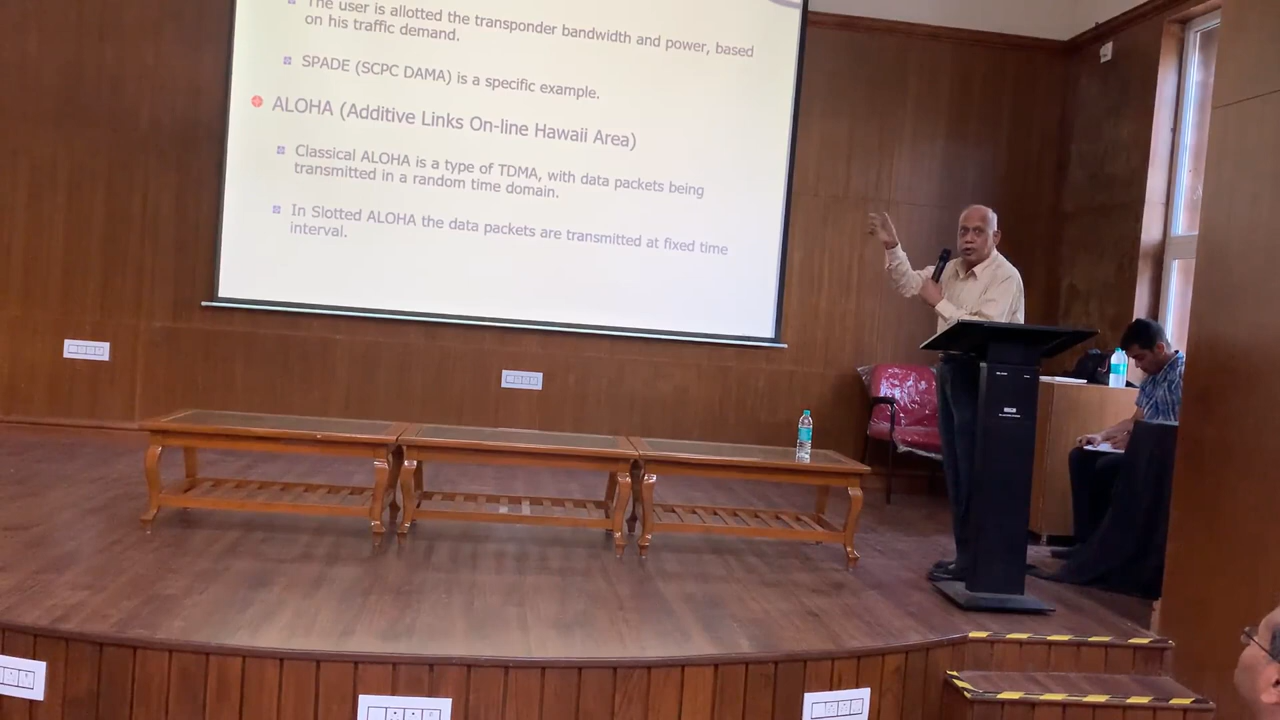 The user is allotted the transponder bandwidth and power, based
on his traffic demand.
SPADE (SCPC DAMA) is a specific example.
ALOHA (Additive Links On-line Hawaii Area)
Classical ALOHA is a type of TDMA, with data packets being
transmitted in a random time domain.
In Slotted ALOHA the data packets are transmitted at fixed time
interval.